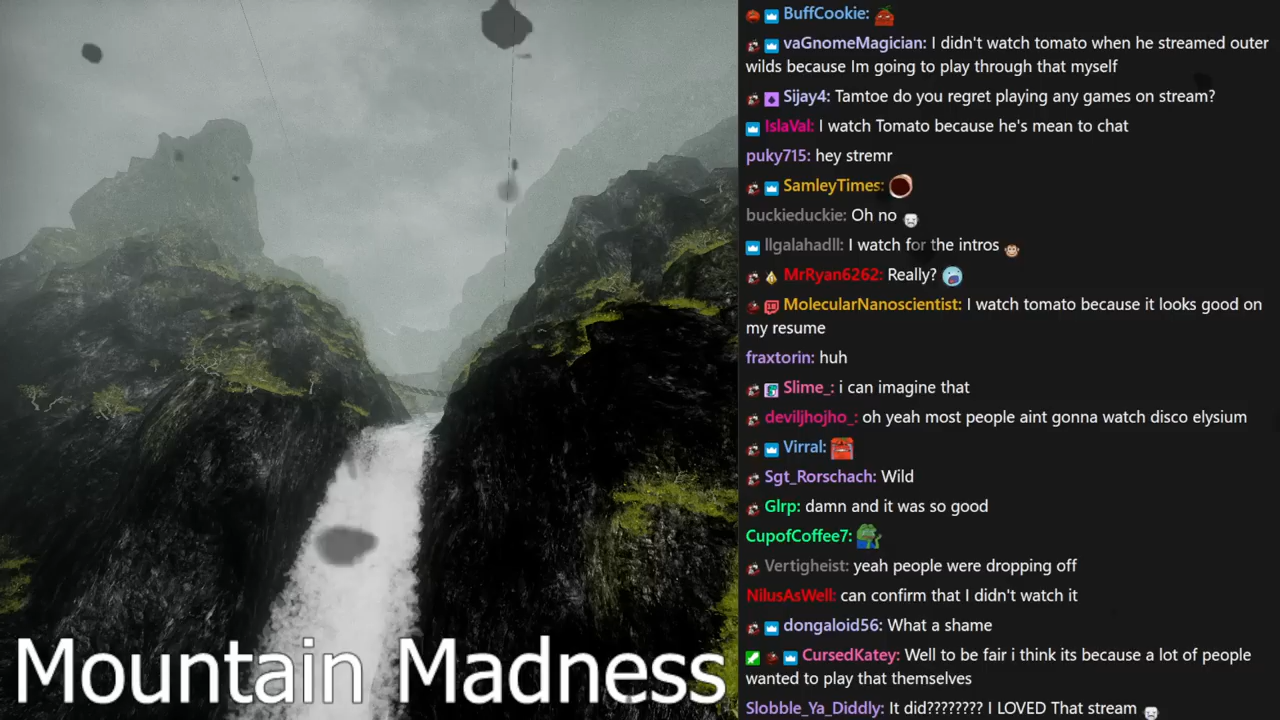 BuffCookie:
vaGnomeMagician: I didn't watch tomato when he streamed outer
wilds because Im going to play through that myself
Sijay4: Tamtoe do you regret playing any games on stream?
IslaVal: I watch Tomato because he's mean to chat
puky715: hey stremr
SamleyTimes:
buckieduckie: Oh no
llgalahadll: I watch for the intros
MrRyan6262: Really?
MolecularNanoscientist: I watch tomato because it looks good on
my resume
fraxtorin: huh
Slime_: i can imagine that
deviljhojho_: oh yeah most people aint gonna watch disco elysium
Virral:
Sgt_Rorschach: Wild
Glrp: damn and it was so good
CupofCoffee7:
Vertigheist: yeah people were dropping off
NilusAsWell: can confirm that I didn't watch it
dongaloid56: What a shame
CursedKatey: Well to be fair i think its because a lot of people
wanted to play that themselves
Slobble_Ya_Diddly: It did???????? I LOVED That stream
Mountain Madness